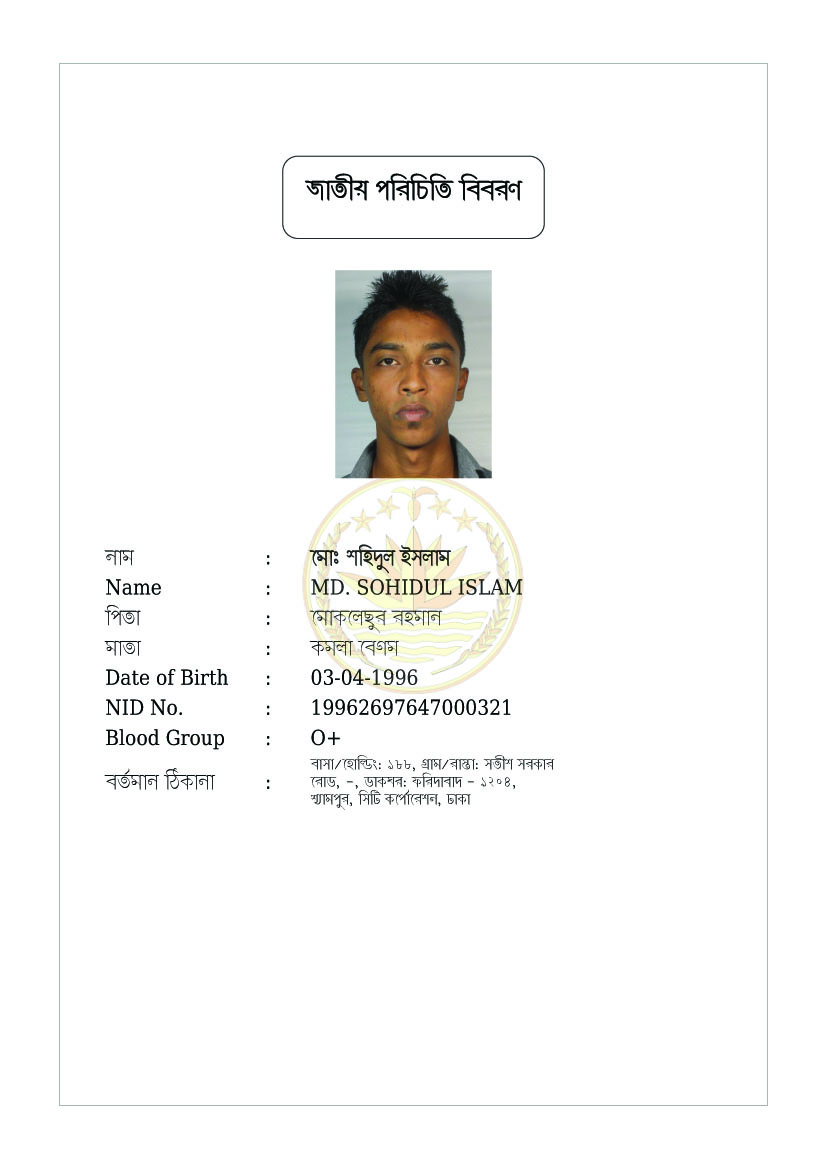 জাতীয় পরিচিতি বিবরণ
নাম : মোঃ শহিদুল ইসলাম
Name : MD. SOHIDUL ISLAM
পিতা : মোকলেছুর রহমান
মাতা : কমলা বেগম
Date of Birth : 03-04-1996
NID No. : 19962697647000321
Blood Group : O+
বর্তমান ঠিকানা : বাসা/হোল্ডিং: ১৮৮, গ্রাম/রাস্তা: সতীশ সরকার
রোড, -, ডাকঘর: ফরিদাবাদ - ১২০৪,
শ্যামপুর, সিটি কর্পোরেশন, ঢাকা